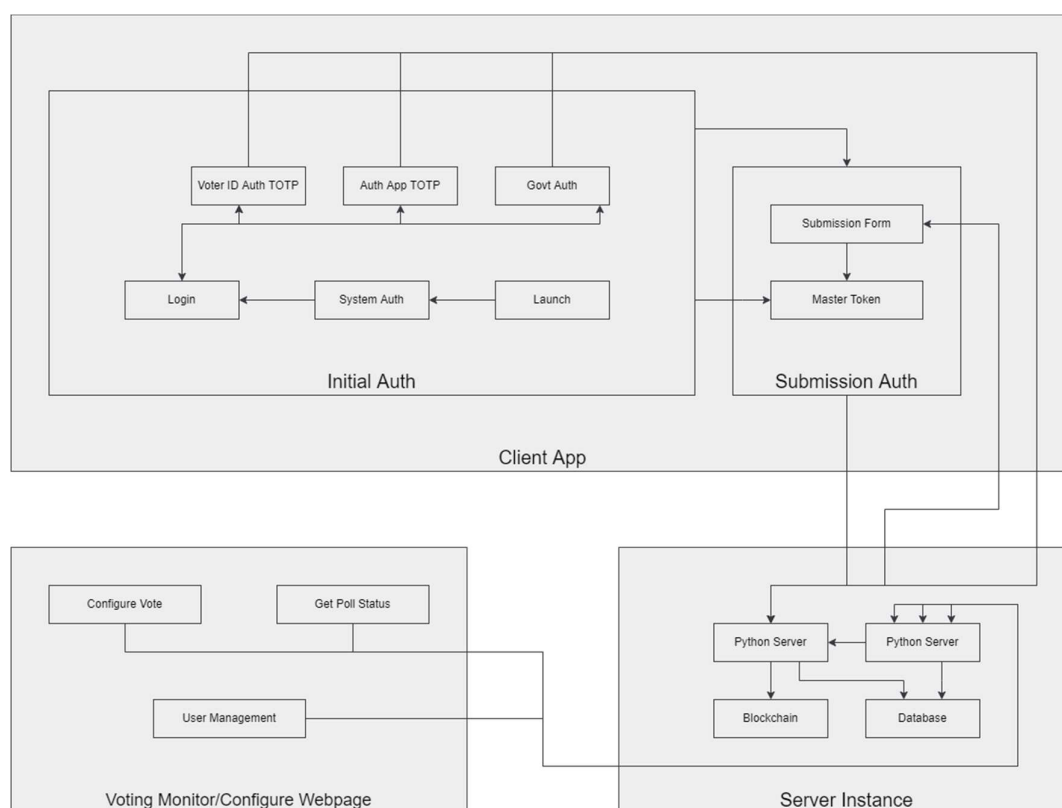 Voter ID Auth TOTP
Auth App TOTP
Govt Auth
Login
System Auth
Launch
Initial Auth
Submission Form
Master Token
Submission Auth
Client App
Configure Vote
Get Poll Status
User Management
Voting Monitor/Configure Webpage
Python Server
Python Server
Blockchain
Database
Server Instance